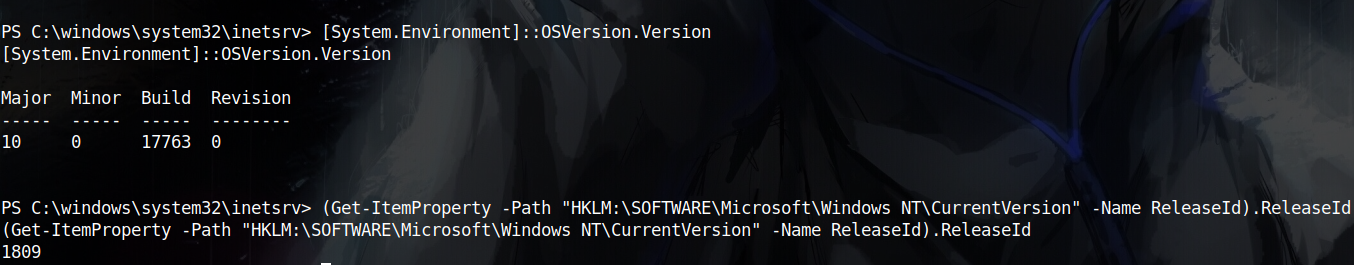 PS C:\windows\system32\inetsrv> [System.Environment]::OSVersion.Version
[System.Environment]::OSVersion.Version
Major  Minor  Build  Revision
-----  -----  -----  --------
10     0      17763  0
PS C:\windows\system32\inetsrv> (Get-ItemProperty -Path "HKLM:\SOFTWARE\Microsoft\Windows NT\CurrentVersion" -Name ReleaseId).ReleaseId
(Get-ItemProperty -Path "HKLM:\SOFTWARE\Microsoft\Windows NT\CurrentVersion" -Name ReleaseId).ReleaseId
1809